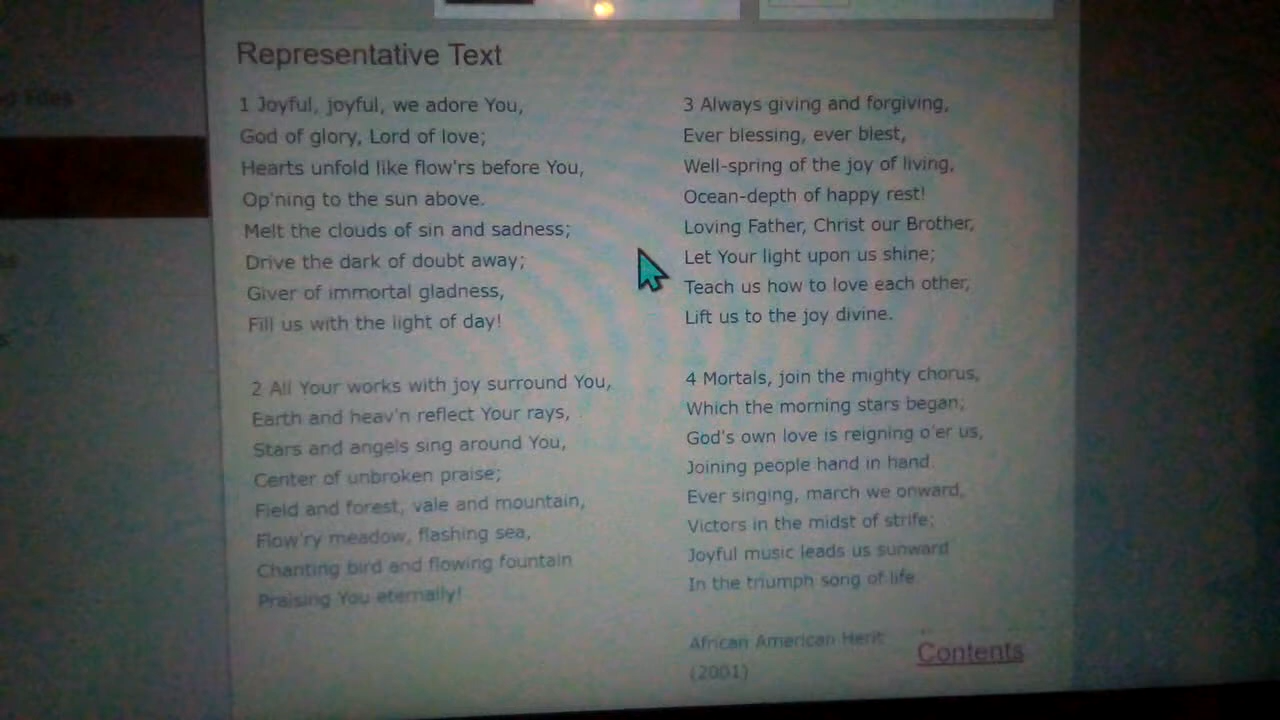 Representative Text
1 Joyful, joyful, we adore You,
God of glory, Lord of love;
Hearts unfold like flow'rs before You,
Op'ning to the sun above.
Melt the clouds of sin and sadness;
Drive the dark of doubt away;
Giver of immortal gladness,
Fill us with the light of day!
2 All Your works with joy surround You,
Earth and heav'n reflect Your rays,
Stars and angels sing around You,
Center of unbroken praise;
Field and forest, vale and mountain,
Flow'ry meadow, flashing sea,
Chanting bird and flowing fountain
Praising You eternally!
3 Always giving and forgiving,
Ever blessing, ever blest,
Well-spring of the joy of living,
Ocean-depth of happy rest!
Loving Father, Christ our Brother,
Let Your light upon us shine;
Teach us how to love each other,
Lift us to the joy divine.
4 Mortals, join the mighty chorus,
Which the morning stars began;
God's own love is reigning o'er us,
Joining people hand in hand.
Ever singing, march we onward,
Victors in the midst of strife;
Joyful music leads us sunward
In the triumph song of life.
African American Herit
(2001)
Contents